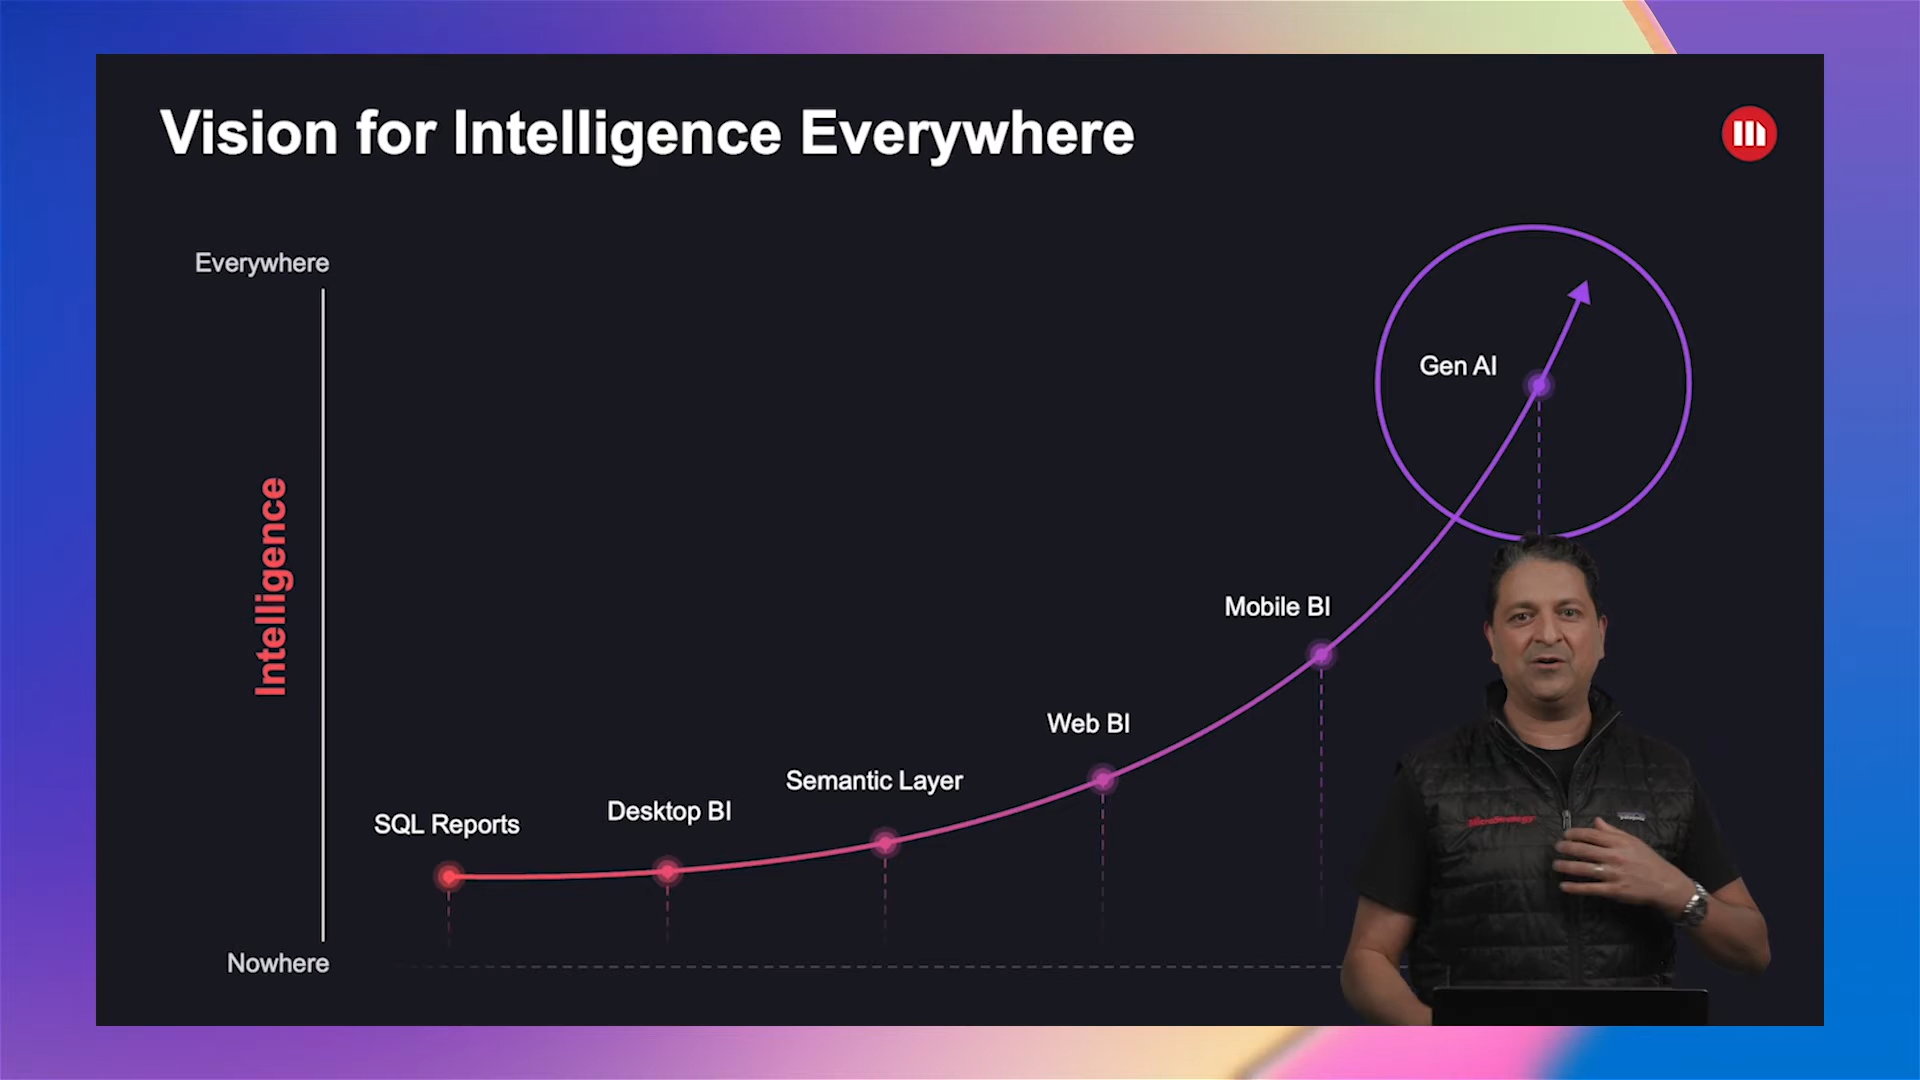 Vision for Intelligence Everywhere
Everywhere
Intelligence
Nowhere
SQL Reports
Desktop BI
Semantic Layer
Web BI
Mobile BI
Gen AI
MicroStrategy